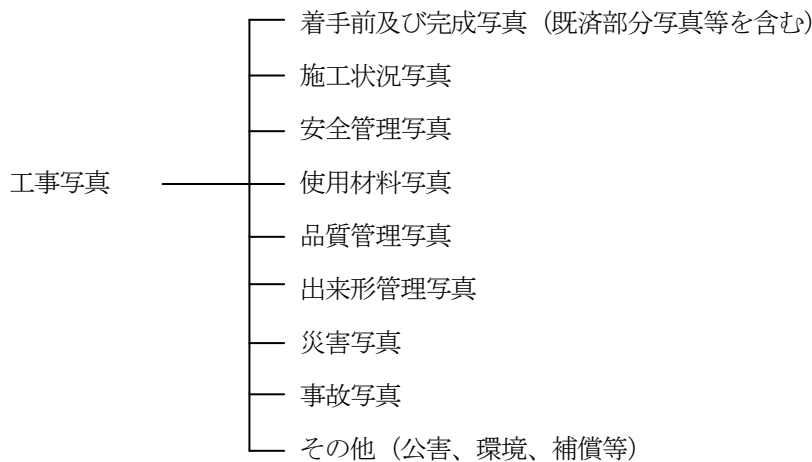 着手前及び完成写真（既済部分写真等を含む）
施工状況写真
安全管理写真
工事写真
使用材料写真
品質管理写真
出来形管理写真
災害写真
事故写真
その他（公害、環境、補償等）